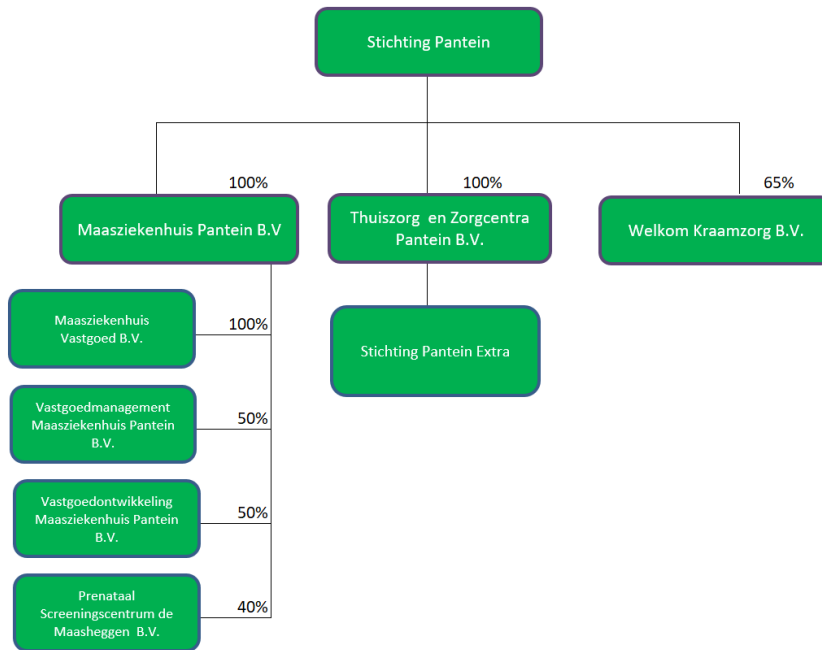 Stichting Pantein
100%
100%
65%
Maasziekenhuis Pantein B.V
Thuiszorg en Zorgcentra
Pantein B.V.
Welkom Kraamzorg B.V.
Maasziekenhuis
Vastgoed B.V.
100%
Stichting Pantein Extra
Vastgoedmanagement
Maasziekenhuis Pantein
B.V.
50%
Vastgoedontwikkeling
Maasziekenhuis Pantein
B.V.
50%
Prenataal
Screeningscentrum de
Maasheggen B.V.
40%